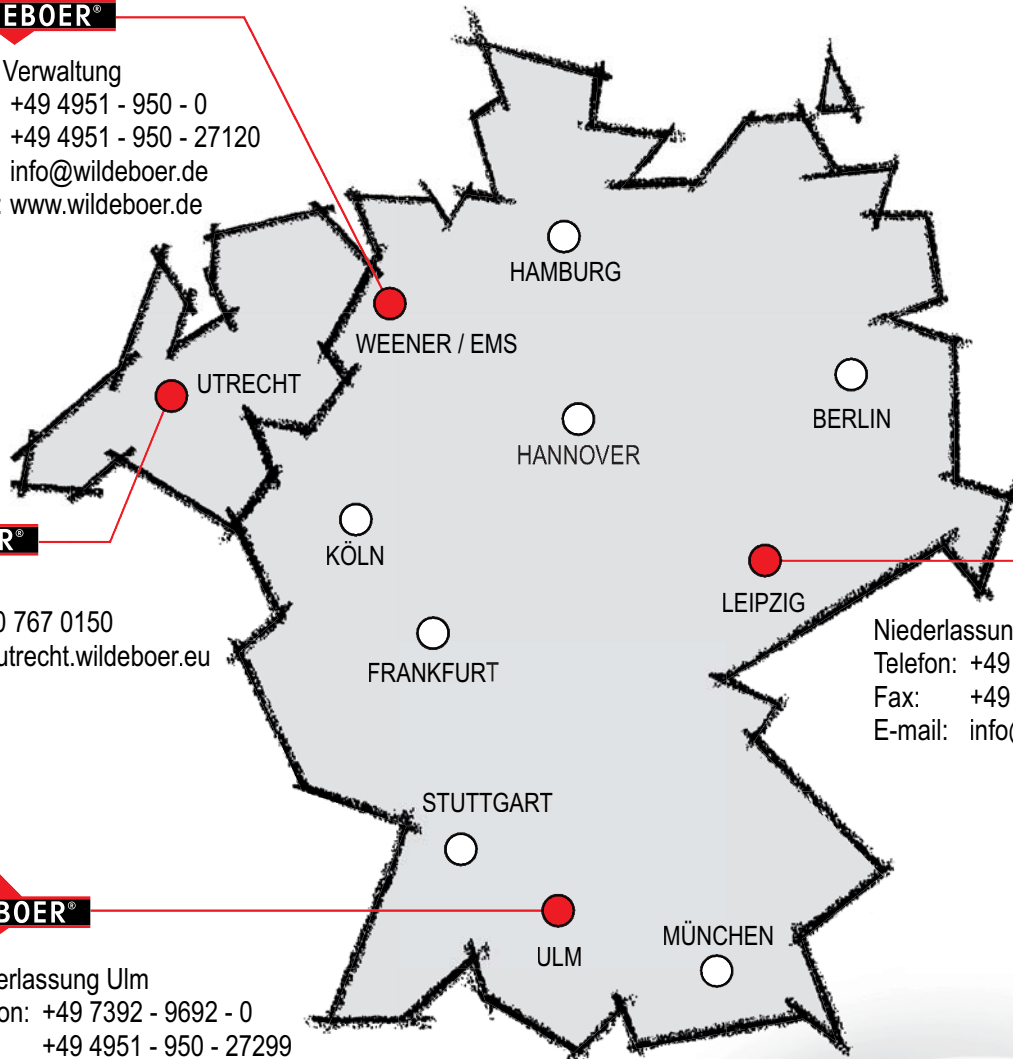 EBOER®
Verwaltung
+49 4951 - 950 - 0
+49 4951 - 950 - 27120
info@wildeboer.de
: www.wildeboer.de
HAMBURG
WEENER / EMS
UTRECHT
BERLIN
HANNOVER
R®
KÖLN
LEIPZIG
0 767 0150
utrecht.wildeboer.eu
FRANKFURT
Niederlassun
Telefon: +49
Fax: +49
E-mail: info@
STUTTGART
BOER®
ULM
MÜNCHEN
erlassung Ulm
on: +49 7392 - 9692 - 0
+49 4951 - 950 - 27299